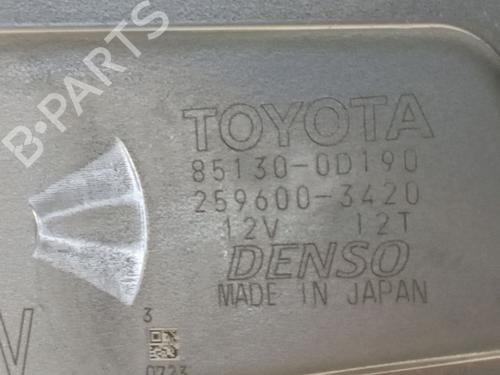 B-PARTS
TOYOTA
85130-0D190
259600-3420
12V 12T
DENSO
MADE IN JAPAN
3
0723